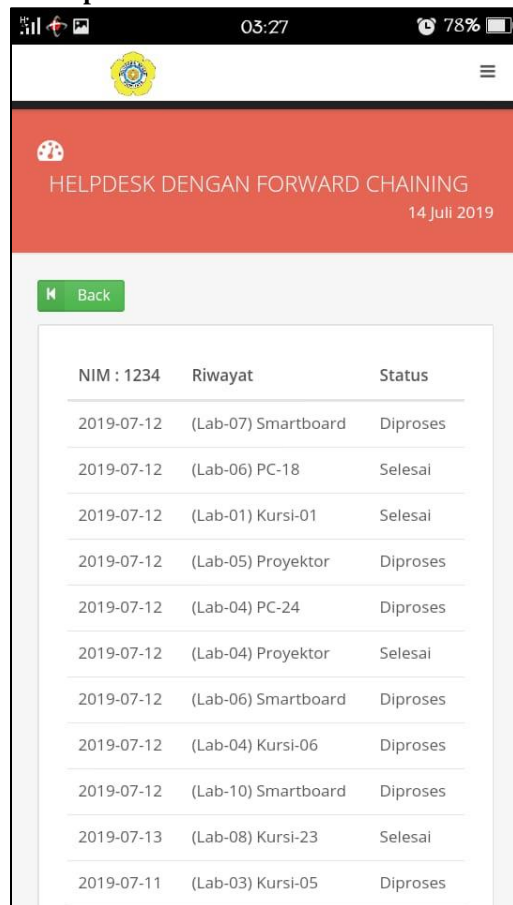 03:27 78%
HELPDESK DENGAN FORWARD CHAINING
14 Juli 2019
Back
NIM : 1234 Riwayat Status
2019-07-12 (Lab-07) Smartboard Diproses
2019-07-12 (Lab-06) PC-18 Selesai
2019-07-12 (Lab-01) Kursi-01 Selesai
2019-07-12 (Lab-05) Proyektor Diproses
2019-07-12 (Lab-04) PC-24 Diproses
2019-07-12 (Lab-04) Proyektor Selesai
2019-07-12 (Lab-06) Smartboard Diproses
2019-07-12 (Lab-04) Kursi-06 Diproses
2019-07-12 (Lab-10) Smartboard Diproses
2019-07-13 (Lab-08) Kursi-23 Selesai
2019-07-11 (Lab-03) Kursi-05 Diproses